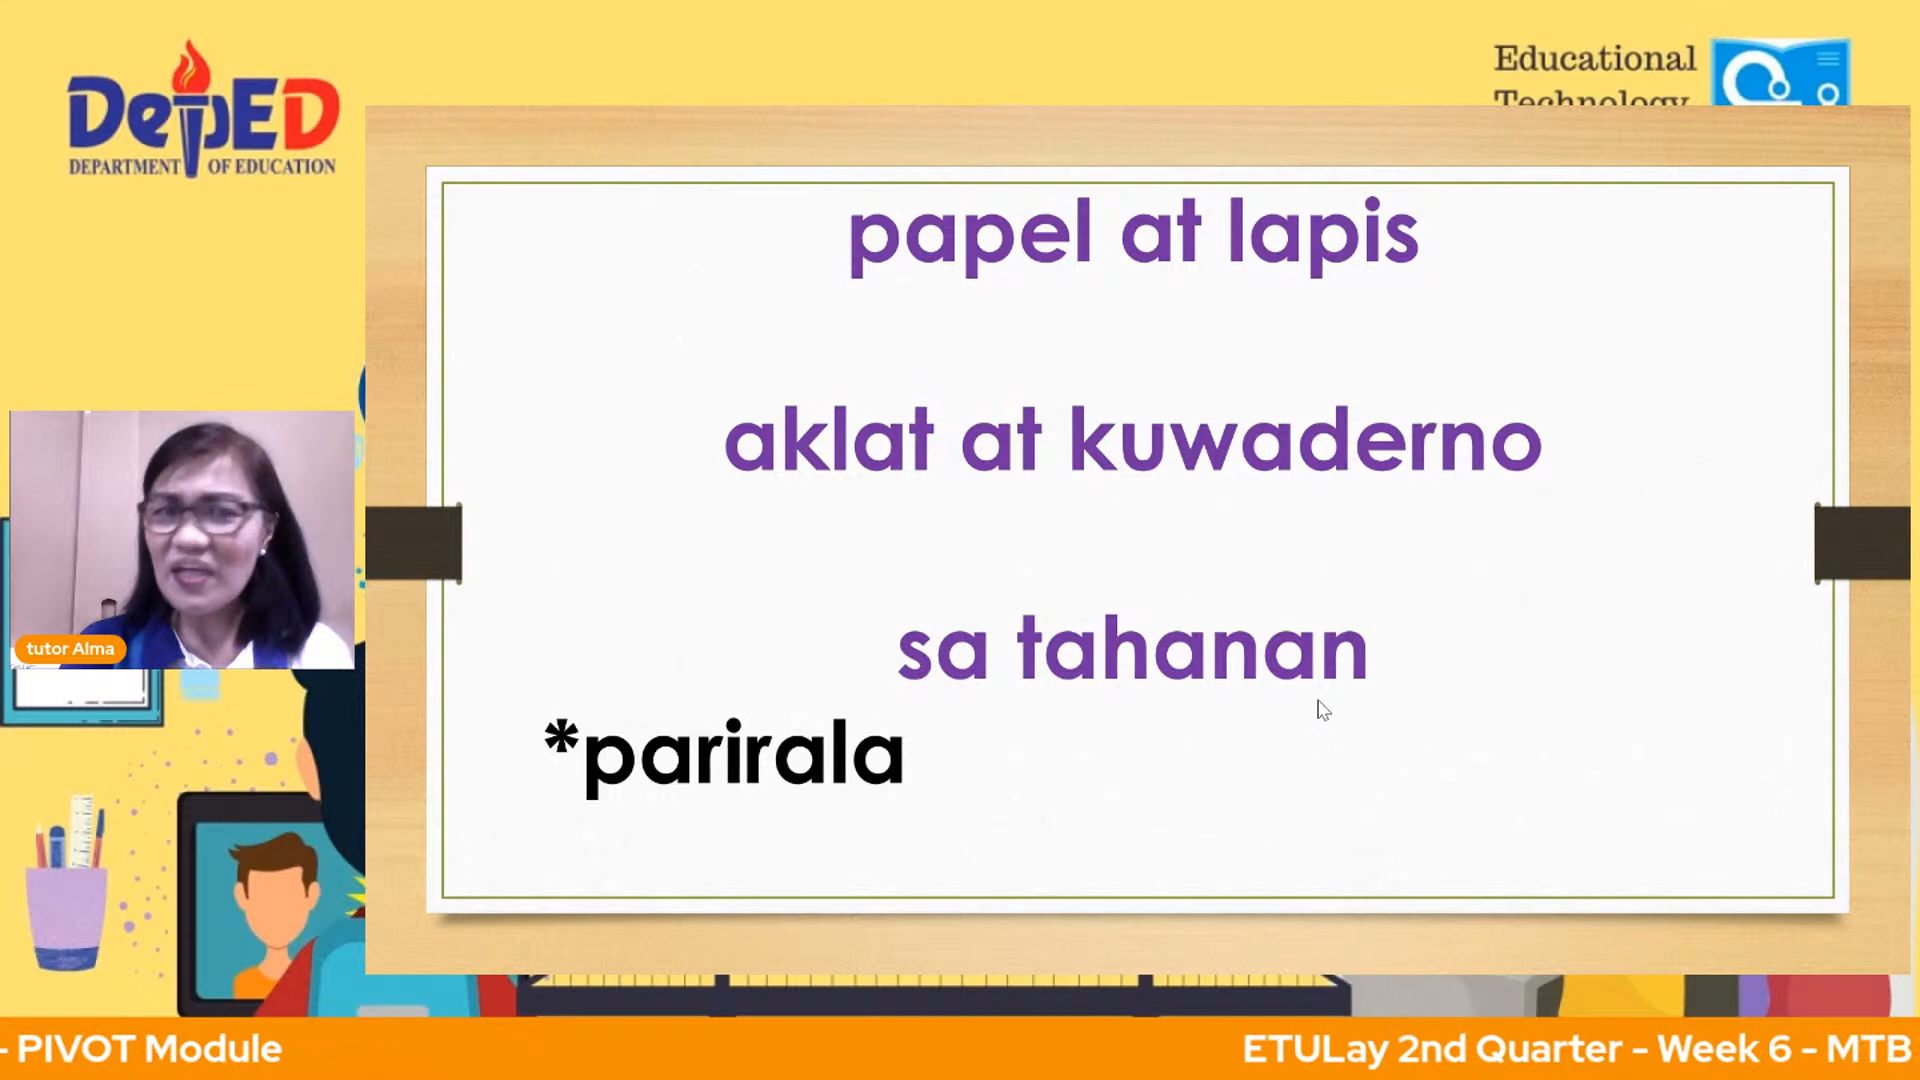 DepED
DEPARTMENT OF EDUCATION
Educational
Technology
papel at lapis
aklat at kuwaderno
sa tahanan
*parirala
tutor Alma
- PIVOT Module
ETULay 2nd Quarter - Week 6 - MTB